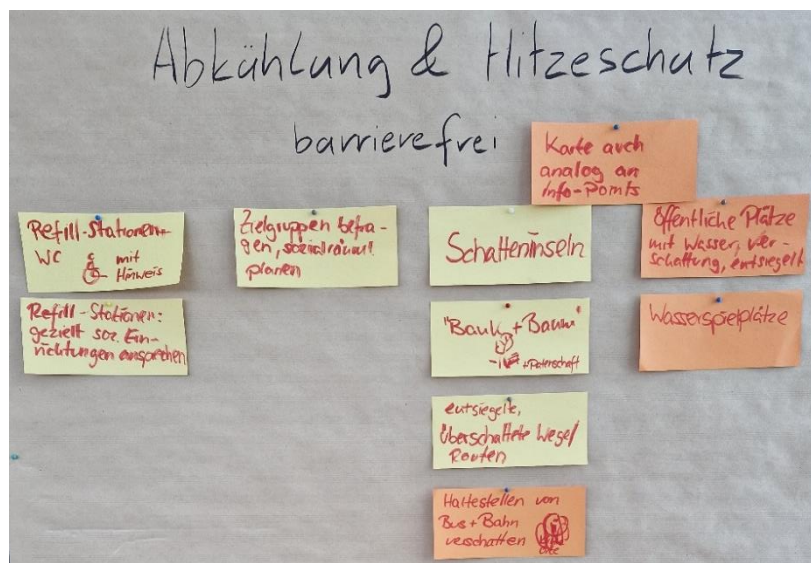 Abkühlung & Hitzeschutz
barrierefrei
Karte auch
analog an
Info-Points
Refill-Stationen+
WC mit
Hinweis
Refill-Stationen:
gezielt soz. Ein-
richtungen ansprechen
Zielgruppen befra-
gen, sozialräuml.
planen
Schatteninseln
"Bank + Baum"
+Patenschaft
entsiegelte,
überschattete Wege/
Routen
Haltestellen von
Bus + Bahn
verschatten
Öffentliche Plätze
mit Wasser, Ver-
schattung, entsiegelt
Wasserspielplätze